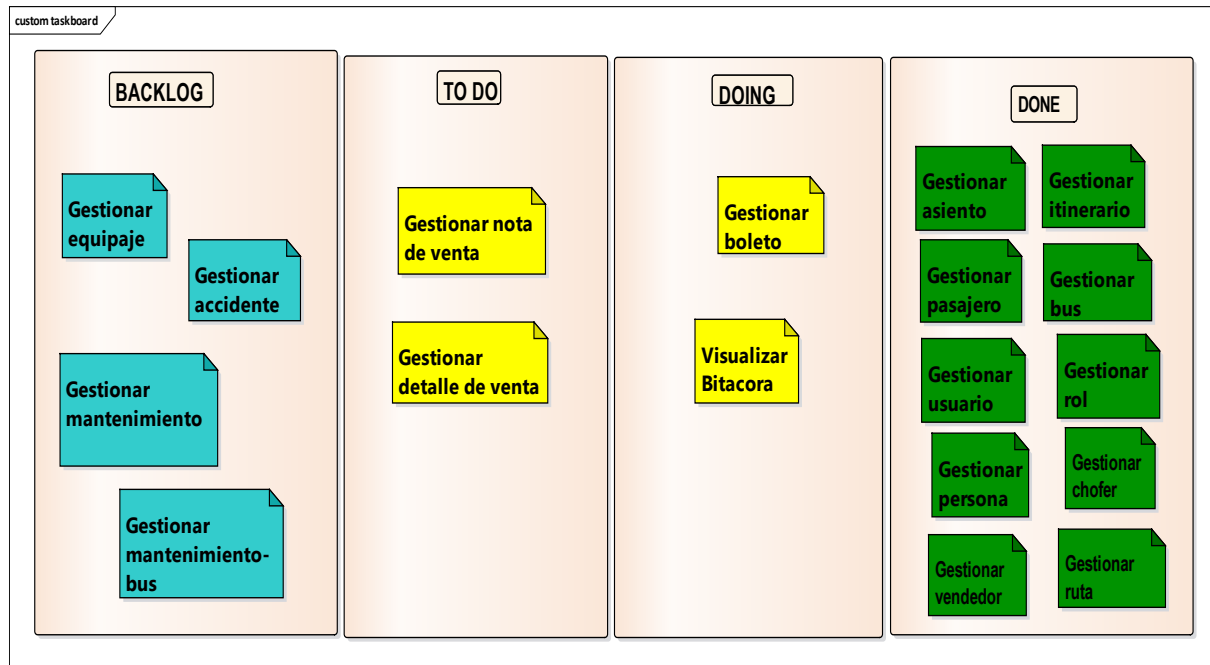 custom taskboard
BACKLOG
Gestionar
equipaje
Gestionar
accidente
Gestionar
mantenimiento
Gestionar
mantenimiento-
bus
TO DO
Gestionar nota
de venta
Gestionar
detalle de venta
DOING
Gestionar
boleto
Visualizar
Bitacora
DONE
Gestionar
asiento
Gestionar
itinerario
Gestionar
pasajero
Gestionar
bus
Gestionar
usuario
Gestionar
rol
Gestionar
persona
Gestionar
chofer
Gestionar
vendedor
Gestionar
ruta